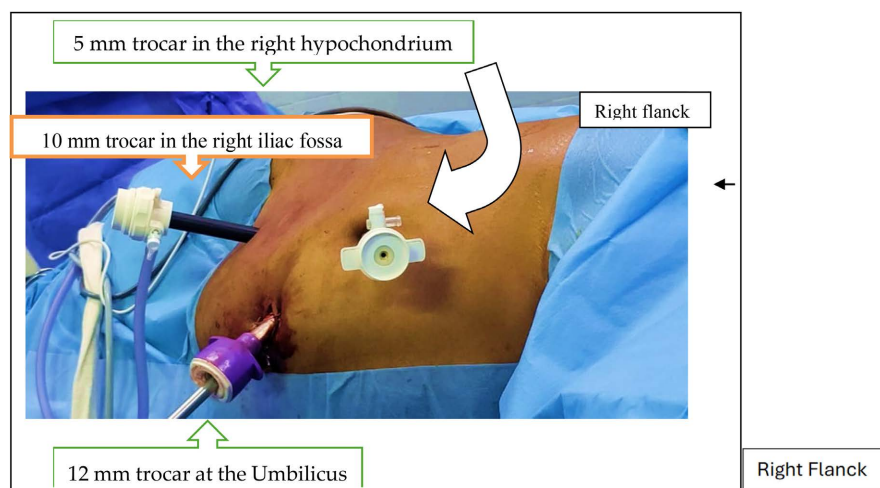 5 mm trocar in the right hypochondrium
Right flanck
10 mm trocar in the right iliac fossa
12 mm trocar at the Umbilicus
Right Flanck